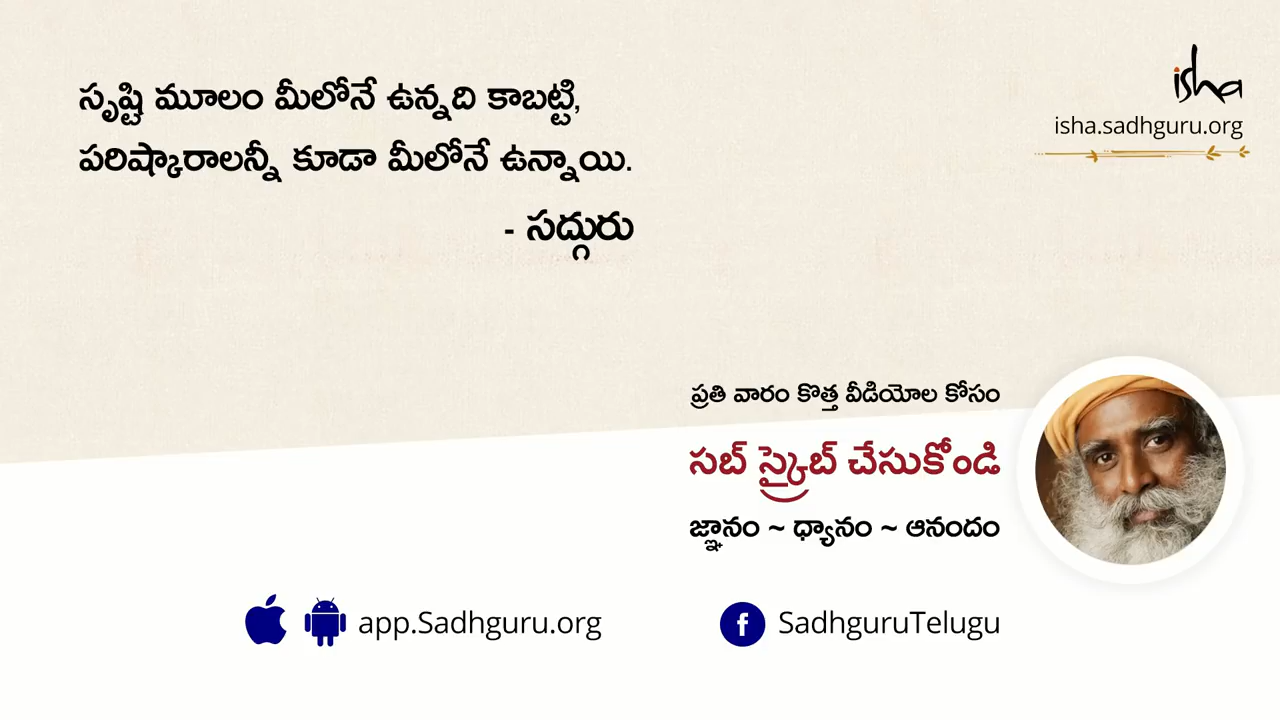 సృష్టి మూలం మీలోనే ఉన్నది కాబట్టి,
పరిష్కారాలన్నీ కూడా మీలోనే ఉన్నాయి.
- సద్గురు
isha
isha.sadhguru.org
ప్రతి వారం కొత్త వీడియోల కోసం
సబ్ స్క్రైబ్ చేసుకోండి
జ్ఞానం ~ ధ్యానం ~ ఆనందం
app.Sadhguru.org
SadhguruTelugu